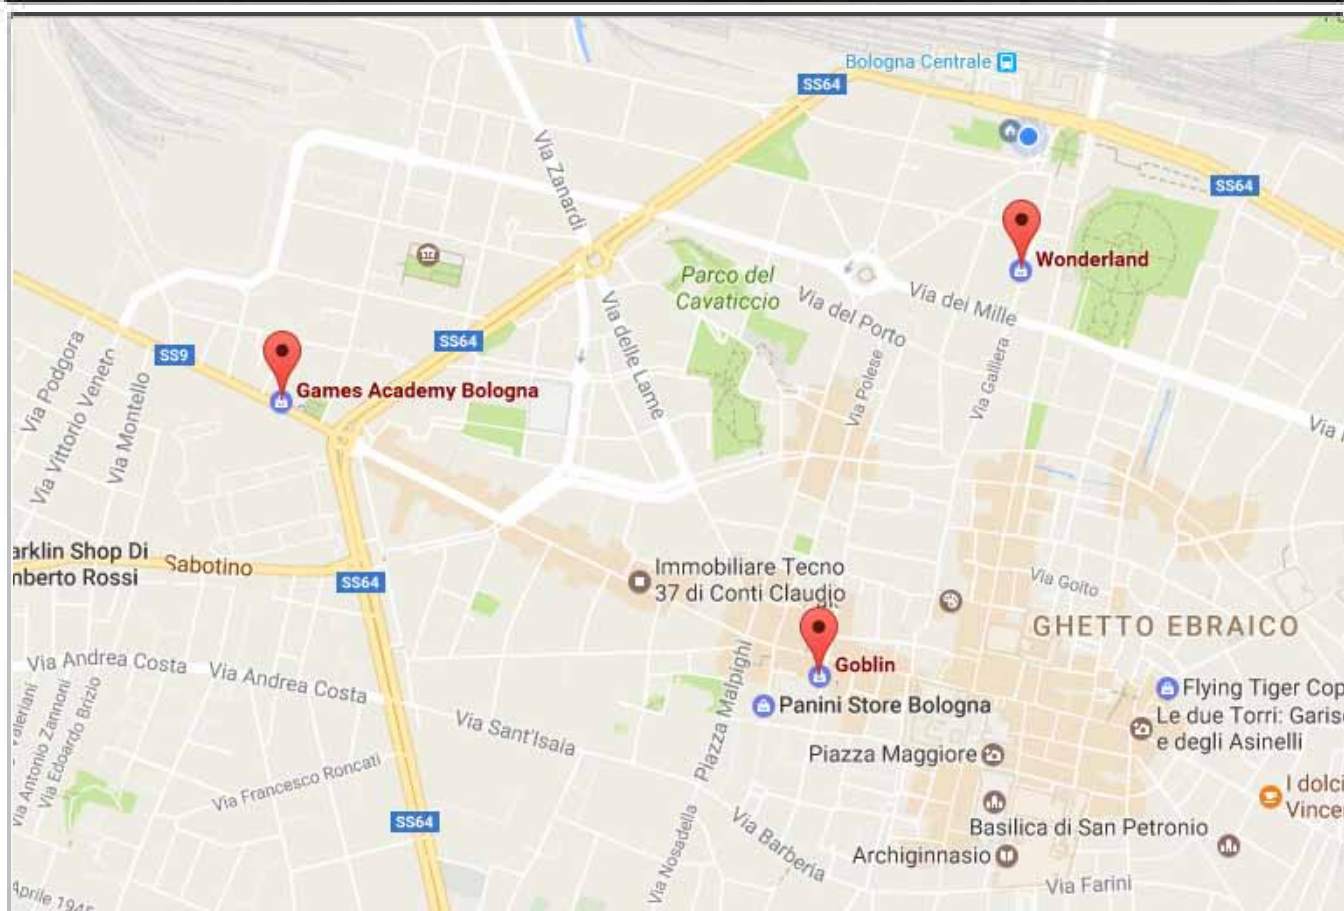 Bologna Centrale
SS64
Via Zanardi
SS64
Wonderland
Parco del
Cavaticcio
Via del Porto
Via dei Mille
SS64
SS9
Via delle Lame
Via Polese
Via Galliera
Via Podgora
Via Vittorio Veneto
Via Montello
Games Academy Bologna
Via
arklin Shop Di
nberto Rossi
Sabotino
SS64
Immobiliare Tecno
37 di Conti Claudio
Via Goito
GHETTO EBRAICO
Via Andrea Costa
Via Andrea Costa
Goblin
Panini Store Bologna
Flying Tiger Cop
Le due Torri: Garis
e degli Asinelli
Valeriani
Via Antonio Zannoni
Via Edoardo Brizio
Via Sant'Isaia
Piazza Malpighi
Piazza Maggiore
Via Francesco Roncati
I dolci
Vince
SS64
Via Nosadella
Via Barberia
Basilica di San Petronio
Archiginnasio
Via Farini
Aprile 1945